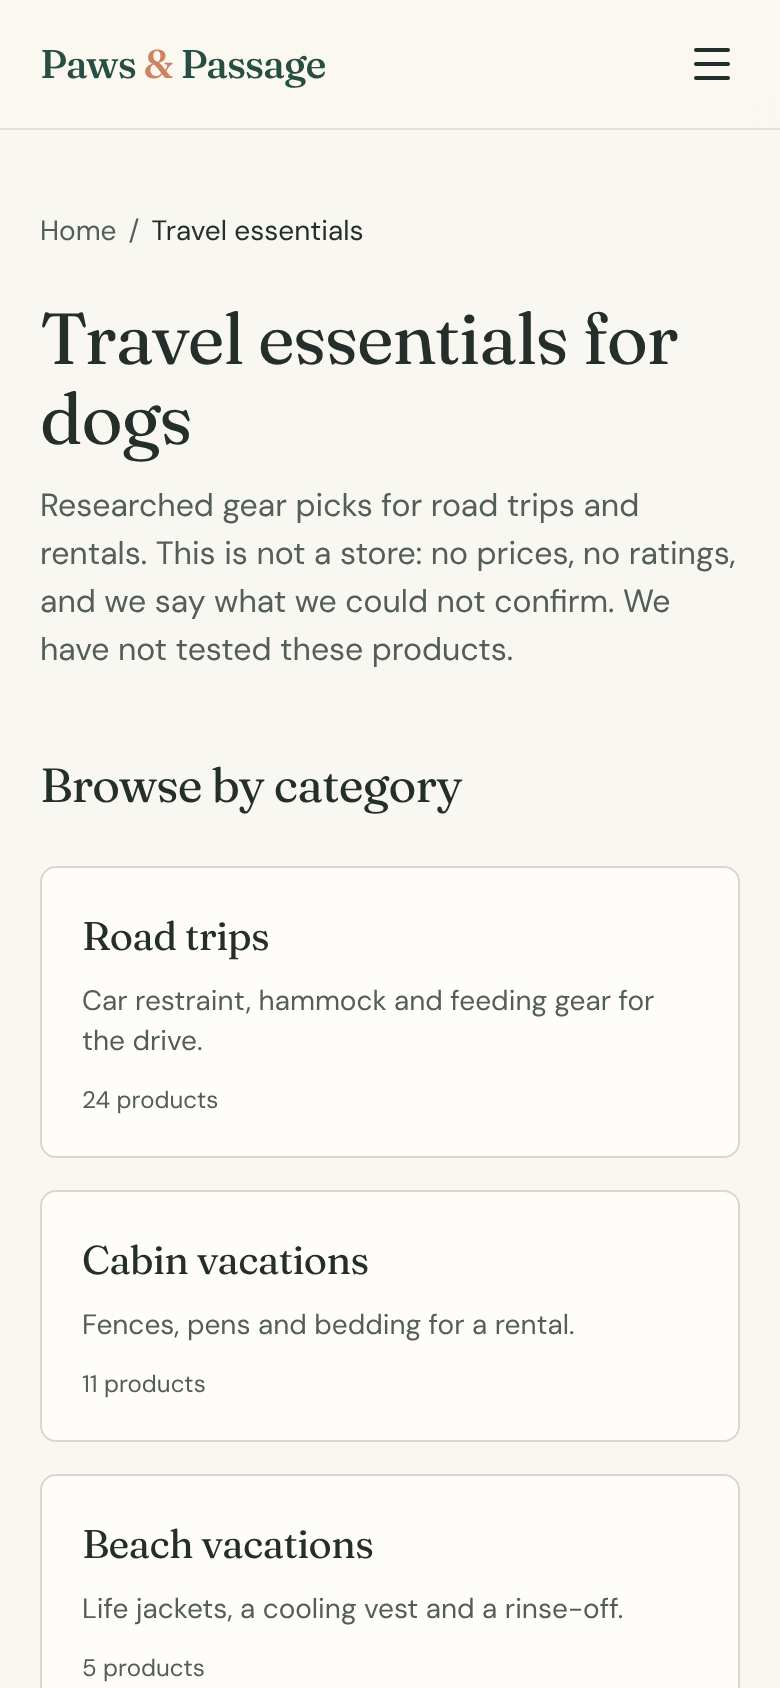 Paws & Passage
Home / Travel essentials
Travel essentials for
dogs
Researched gear picks for road trips and
rentals. This is not a store: no prices, no ratings,
and we say what we could not confirm. We
have not tested these products.
Browse by category
Road trips
Car restraint, hammock and feeding gear for
the drive.
24 products
Cabin vacations
Fences, pens and bedding for a rental.
11 products
Beach vacations
Life jackets, a cooling vest and a rinse-off.
5 products